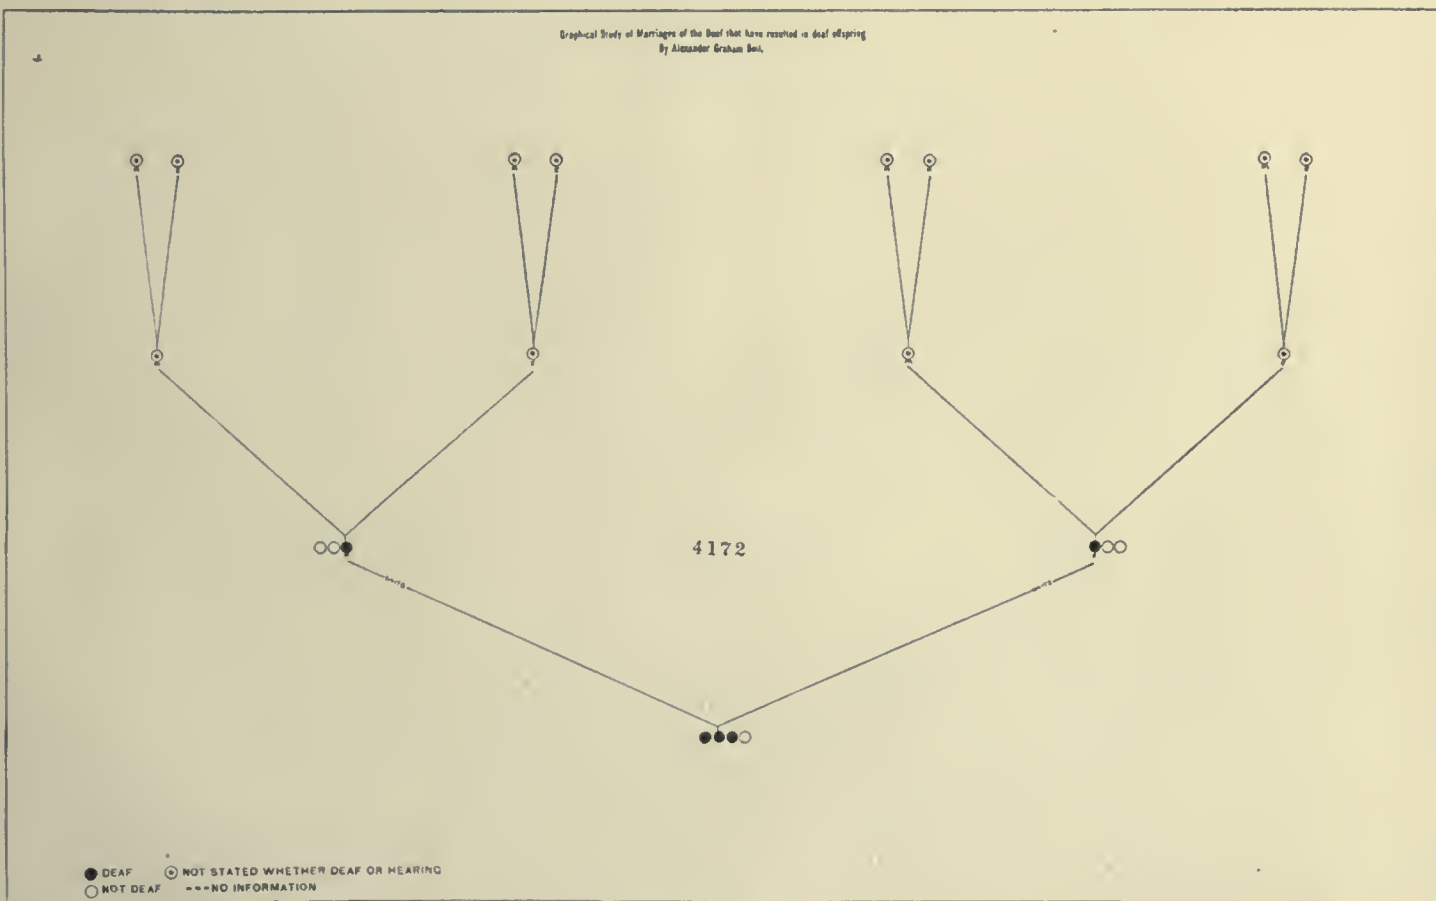 Graphical Study of Marriages of the Deaf that have resulted in deaf offspring
By Alexander Graham Bell,
4172
DEAF
NOT STATED WHETHER DEAF OR HEARING
NOT DEAF
NO INFORMATION